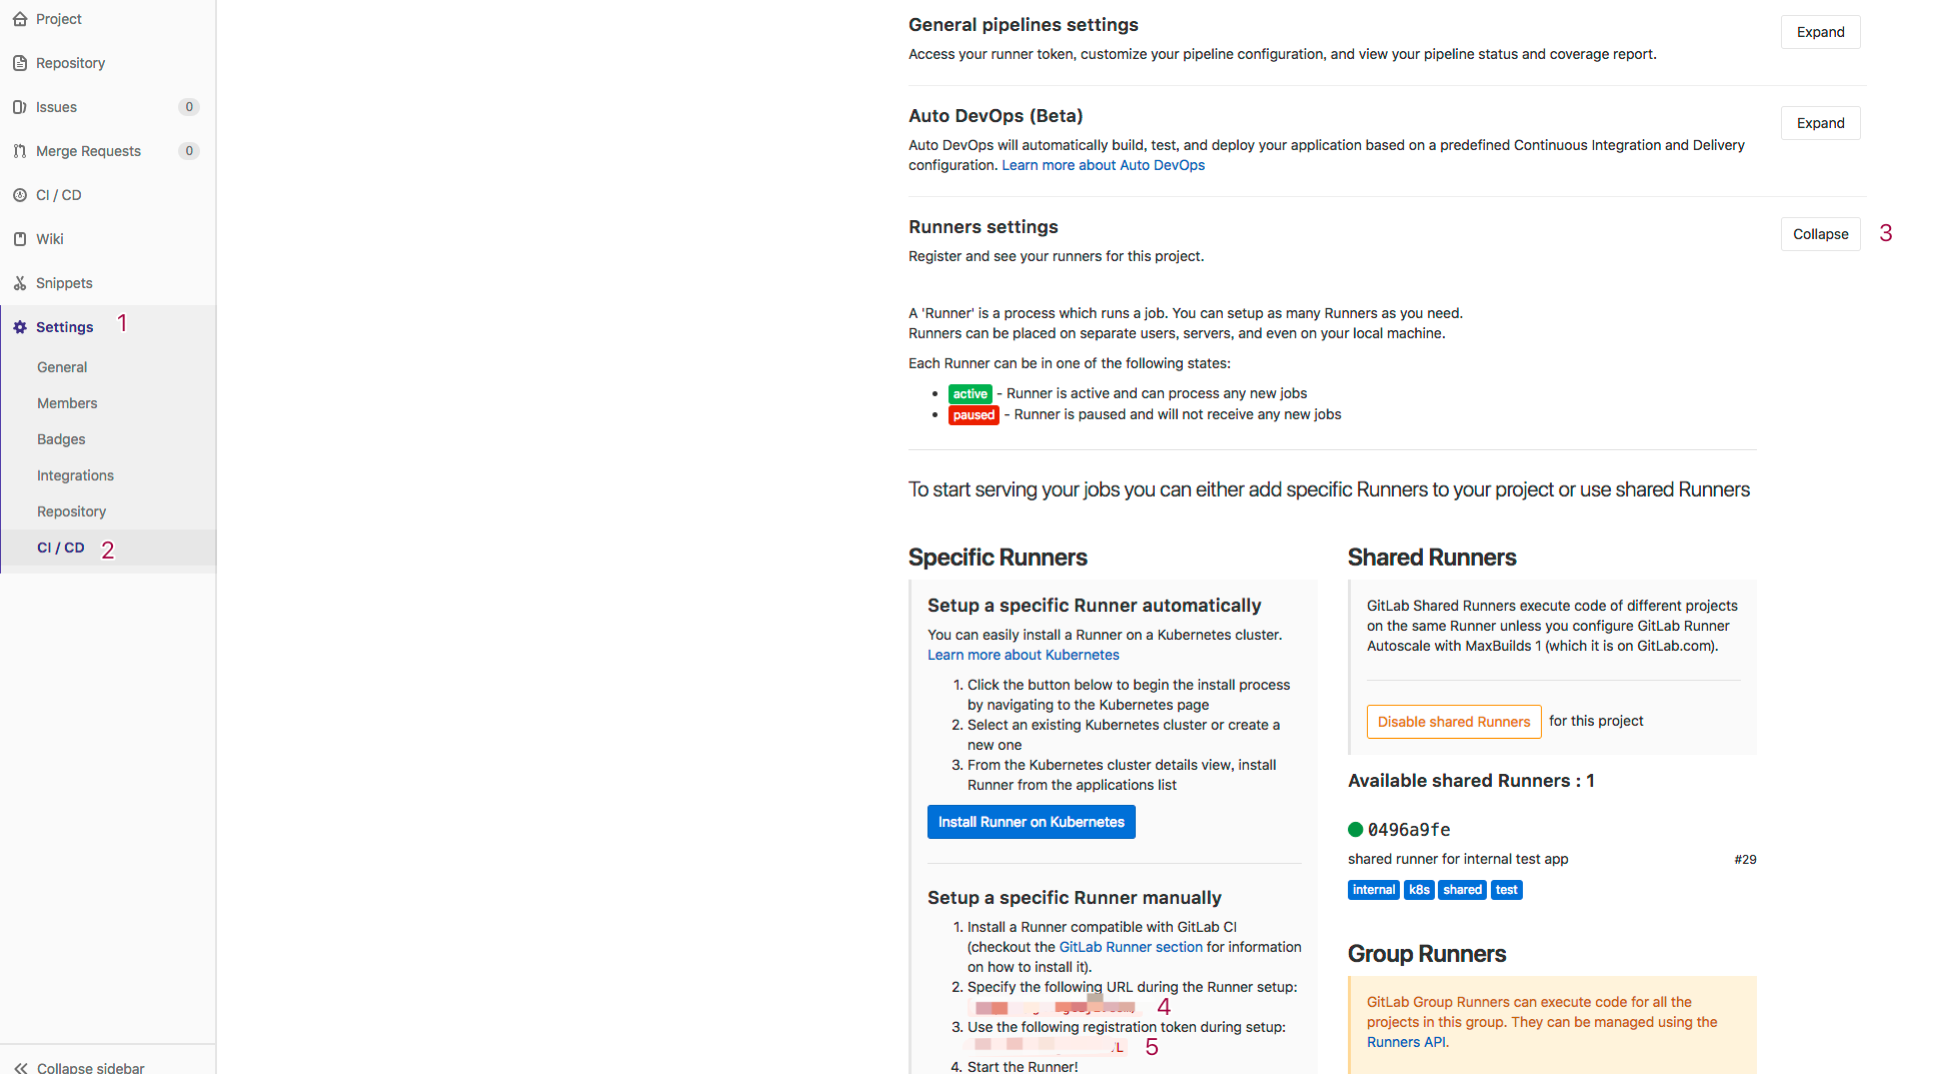 Project
Repository
Issues 0
Merge Requests 0
CI / CD
Wiki
Snippets
Settings 1
General
Members
Badges
Integrations
Repository
CI / CD 2
Collapse sidebar
General pipelines settings
Expand
Access your runner token, customize your pipeline configuration, and view your pipeline status and coverage report.
Auto DevOps (Beta)
Expand
Auto DevOps will automatically build, test, and deploy your application based on a predefined Continuous Integration and Delivery
configuration. Learn more about Auto DevOps
Runners settings
Collapse 3
Register and see your runners for this project.
A 'Runner' is a process which runs a job. You can setup as many Runners as you need.
Runners can be placed on separate users, servers, and even on your local machine.
Each Runner can be in one of the following states:
• active - Runner is active and can process any new jobs
• paused - Runner is paused and will not receive any new jobs
To start serving your jobs you can either add specific Runners to your project or use shared Runners
Specific Runners
Setup a specific Runner automatically
You can easily install a Runner on a Kubernetes cluster.
Learn more about Kubernetes
1. Click the button below to begin the install process
by navigating to the Kubernetes page
2. Select an existing Kubernetes cluster or create a
new one
3. From the Kubernetes cluster details view, install
Runner from the applications list
Install Runner on Kubernetes
Setup a specific Runner manually
1. Install a Runner compatible with GitLab CI
(checkout the GitLab Runner section for information
on how to install it).
2. Specify the following URL during the Runner setup:
4
3. Use the following registration token during setup:
5
4. Start the Runner!
Shared Runners
GitLab Shared Runners execute code of different projects
on the same Runner unless you configure GitLab Runner
Autoscale with MaxBuilds 1 (which it is on GitLab.com).
Disable shared Runners for this project
Available shared Runners : 1
0496a9fe
shared runner for internal test app #29
internal k8s shared test
Group Runners
GitLab Group Runners can execute code for all the
projects in this group. They can be managed using the
Runners API.